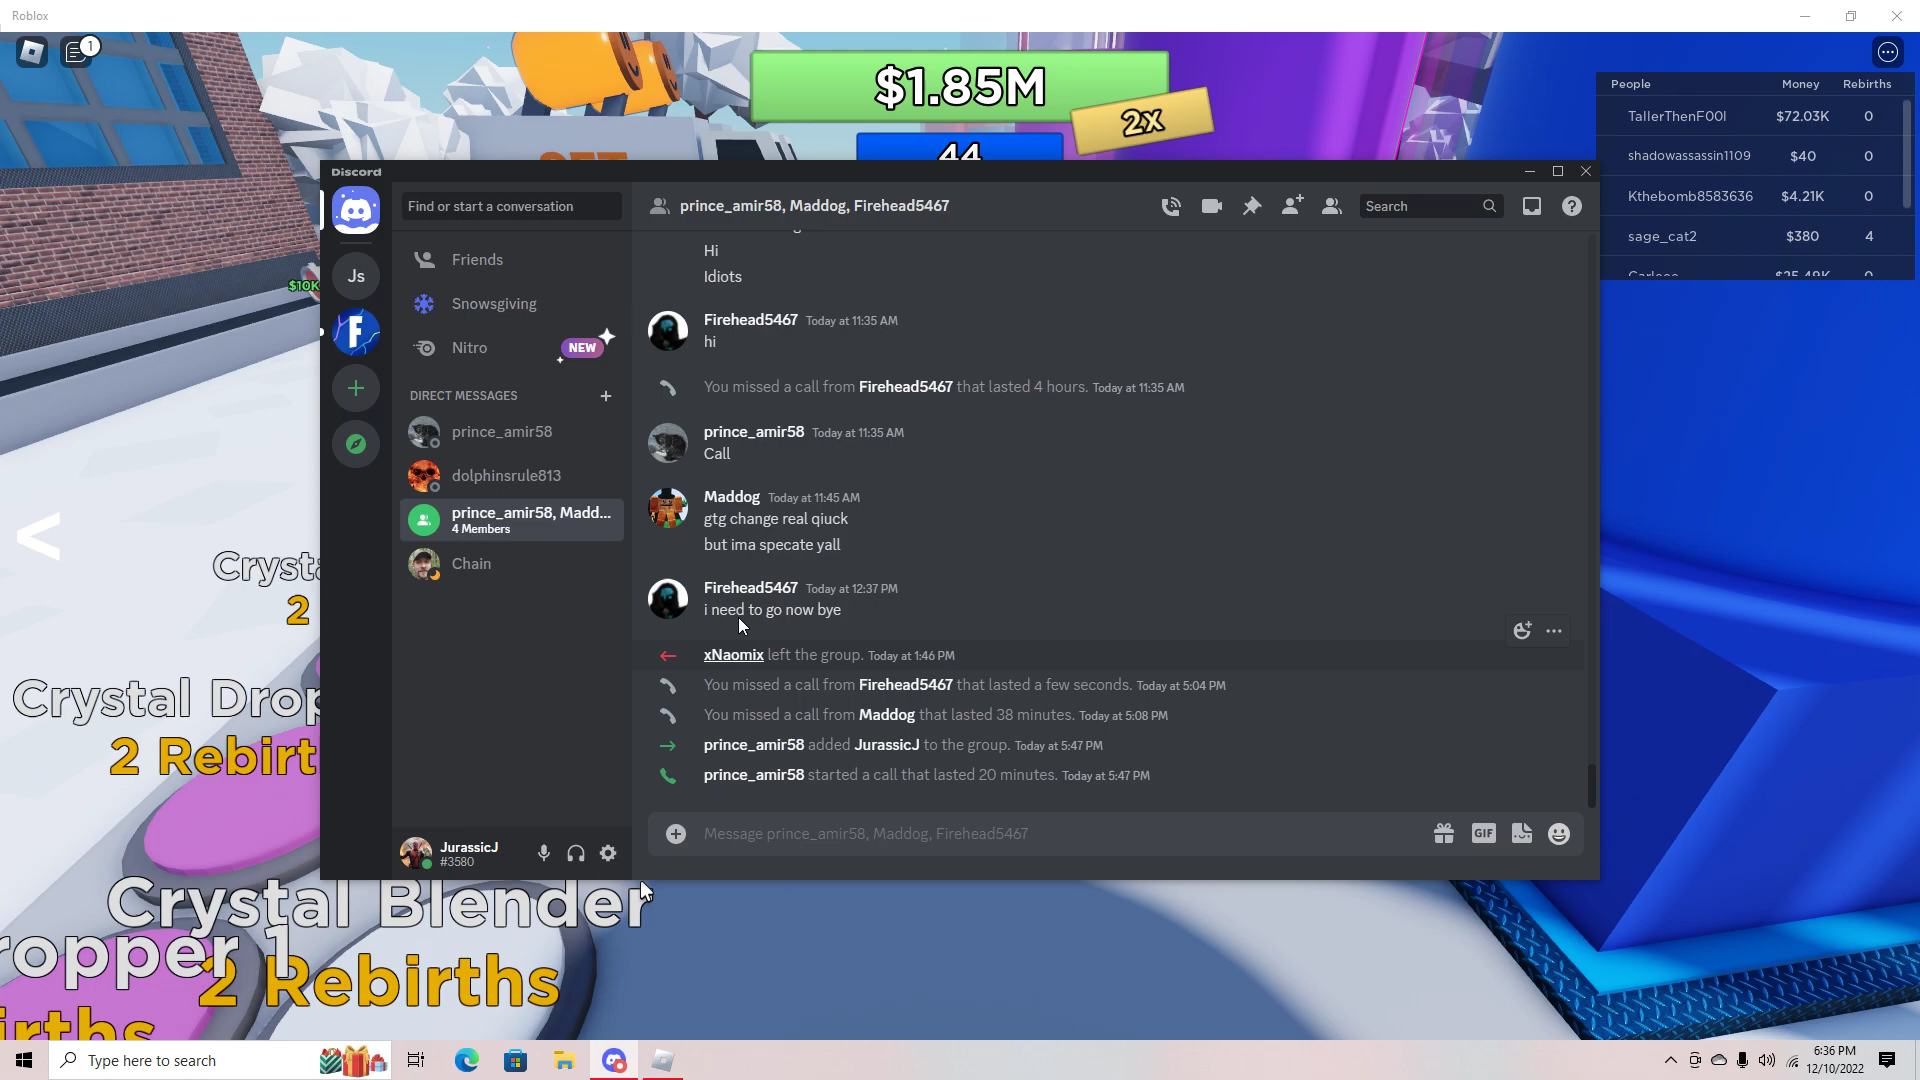 Roblox
1
$1.85M
2x
44
People Money Rebirths
TallerThenF00l $72.03K 0
shadowassassin1109 $40 0
Kthebomb8583636 $4.21K 0
sage_cat2 $380 4
$10K
Discord
Find or start a conversation
prince_amir58, Maddog, Firehead5467
Search
Js
F
Friends
Snowsgiving
Nitro
NEW
DIRECT MESSAGES
prince_amir58
dolphinsrule813
prince_amir58, Madd...
4 Members
Chain
JurassicJ
#3580
Hi
Idiots
Firehead5467 Today at 11:35 AM
hi
You missed a call from Firehead5467 that lasted 4 hours. Today at 11:35 AM
prince_amir58 Today at 11:35 AM
Call
Maddog Today at 11:45 AM
gtg change real qiuck
but ima specate yall
Firehead5467 Today at 12:37 PM
i need to go now bye
xNaomix left the group. Today at 1:46 PM
You missed a call from Firehead5467 that lasted a few seconds. Today at 5:04 PM
You missed a call from Maddog that lasted 38 minutes. Today at 5:08 PM
prince_amir58 added JurassicJ to the group. Today at 5:47 PM
prince_amir58 started a call that lasted 20 minutes. Today at 5:47 PM
Message prince_amir58, Maddog, Firehead5467
GIF
<
Cryst
2
Crystal Drop
2 Rebirt
Crystal Blender
2 Rebirths
ropper 1
irths
Type here to search
6:36 PM
12/10/2022